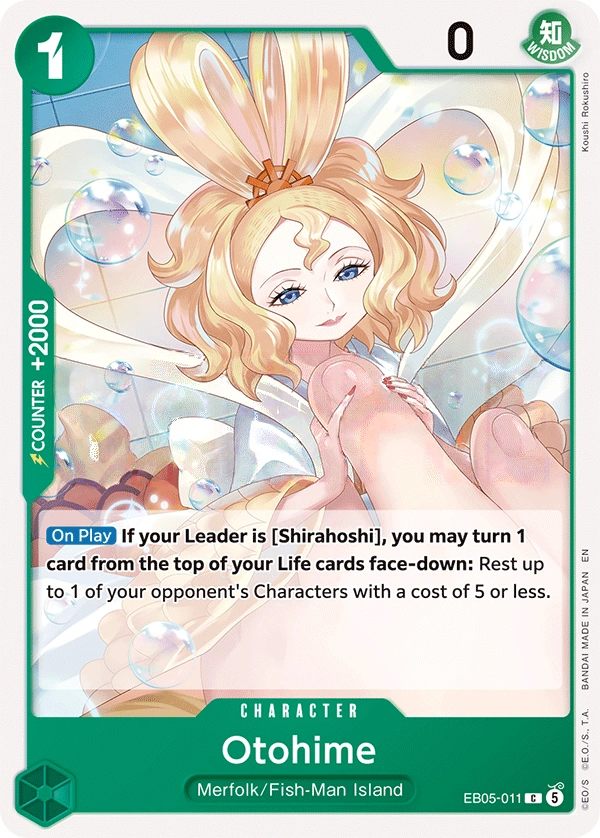 1
0
知
WISDOM
Koushi Rokushiro
COUNTER +2000
On Play If your Leader is [Shirahoshi], you may turn 1
card from the top of your Life cards face-down: Rest up
to 1 of your opponent's Characters with a cost of 5 or less.
CHARACTER
Otohime
Merfolk/Fish-Man Island
EB05-011 C 5
©EO/S ©E.O./S., T.A. BANDAI MADE IN JAPAN EN